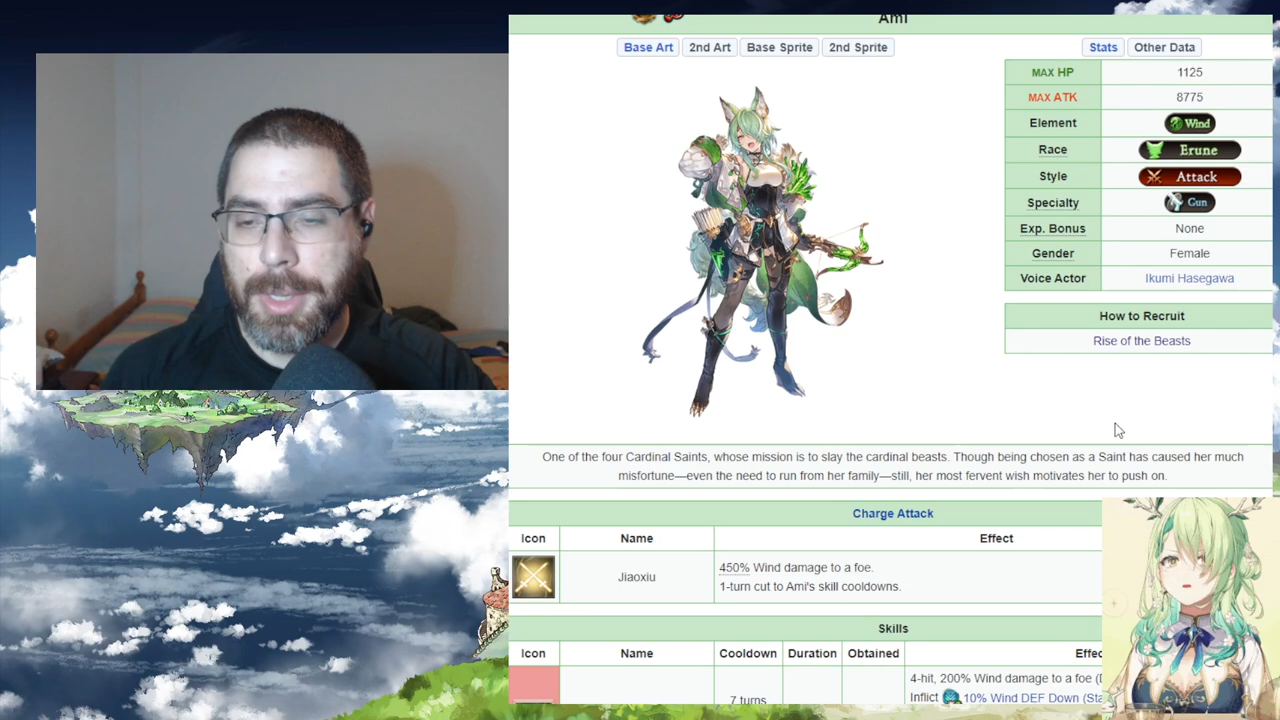 Ami
Base Art 2nd Art Base Sprite 2nd Sprite
Stats Other Data
MAX HP 1125
MAX ATK 8775
Element Wind
Race Erune
Style Attack
Specialty Gun
Exp. Bonus None
Gender Female
Voice Actor Ikumi Hasegawa
How to Recruit
Rise of the Beasts
One of the four Cardinal Saints, whose mission is to slay the cardinal beasts. Though being chosen as a Saint has caused her much
misfortune—even the need to run from her family—still, her most fervent wish motivates her to push on.
Charge Attack
Icon Name Effect
Jiaoxiu
450% Wind damage to a foe.
1-turn cut to Ami's skill cooldowns.
Skills
Icon Name Cooldown Duration Obtained Effec
4-hit, 200% Wind damage to a foe (D
7 turns
Inflict 10% Wind DEF Down (Sta